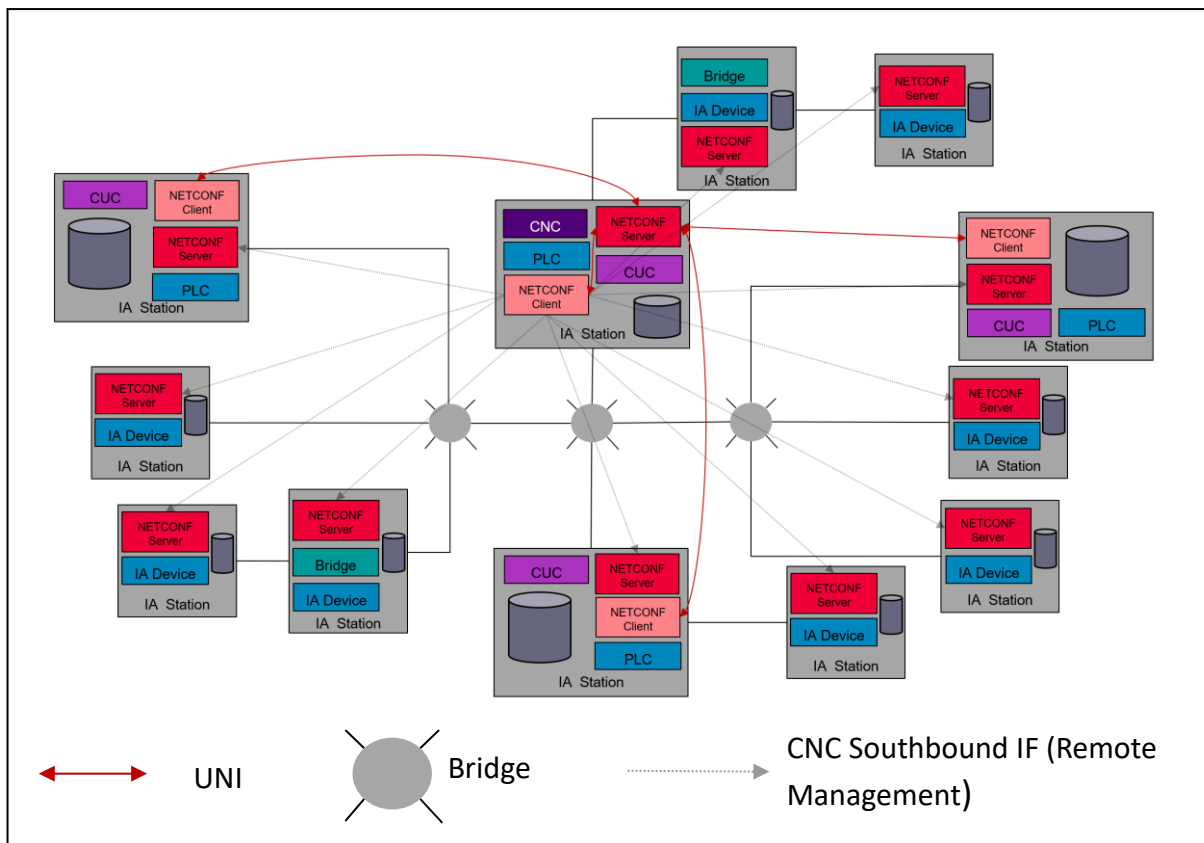 Bridge
IA Device
NETCONF
Server
IA Station
NETCONF
Server
IA Device
IA Station
CUC
NETCONF
Client
NETCONF
Server
PLC
IA Station
CNC
NETCONF
Server
PLC
CUC
NETCONF
Client
IA Station
NETCONF
Client
NETCONF
Server
CUC
PLC
IA Station
NETCONF
Server
IA Device
IA Station
NETCONF
Server
IA Device
IA Station
NETCONF
Server
IA Device
IA Station
NETCONF
Server
Bridge
IA Device
IA Station
CUC
NETCONF
Server
NETCONF
Client
PLC
IA Station
NETCONF
Server
IA Device
IA Station
NETCONF
Server
IA Device
IA Station
UNI
Bridge
CNC Southbound IF (Remote
Management)